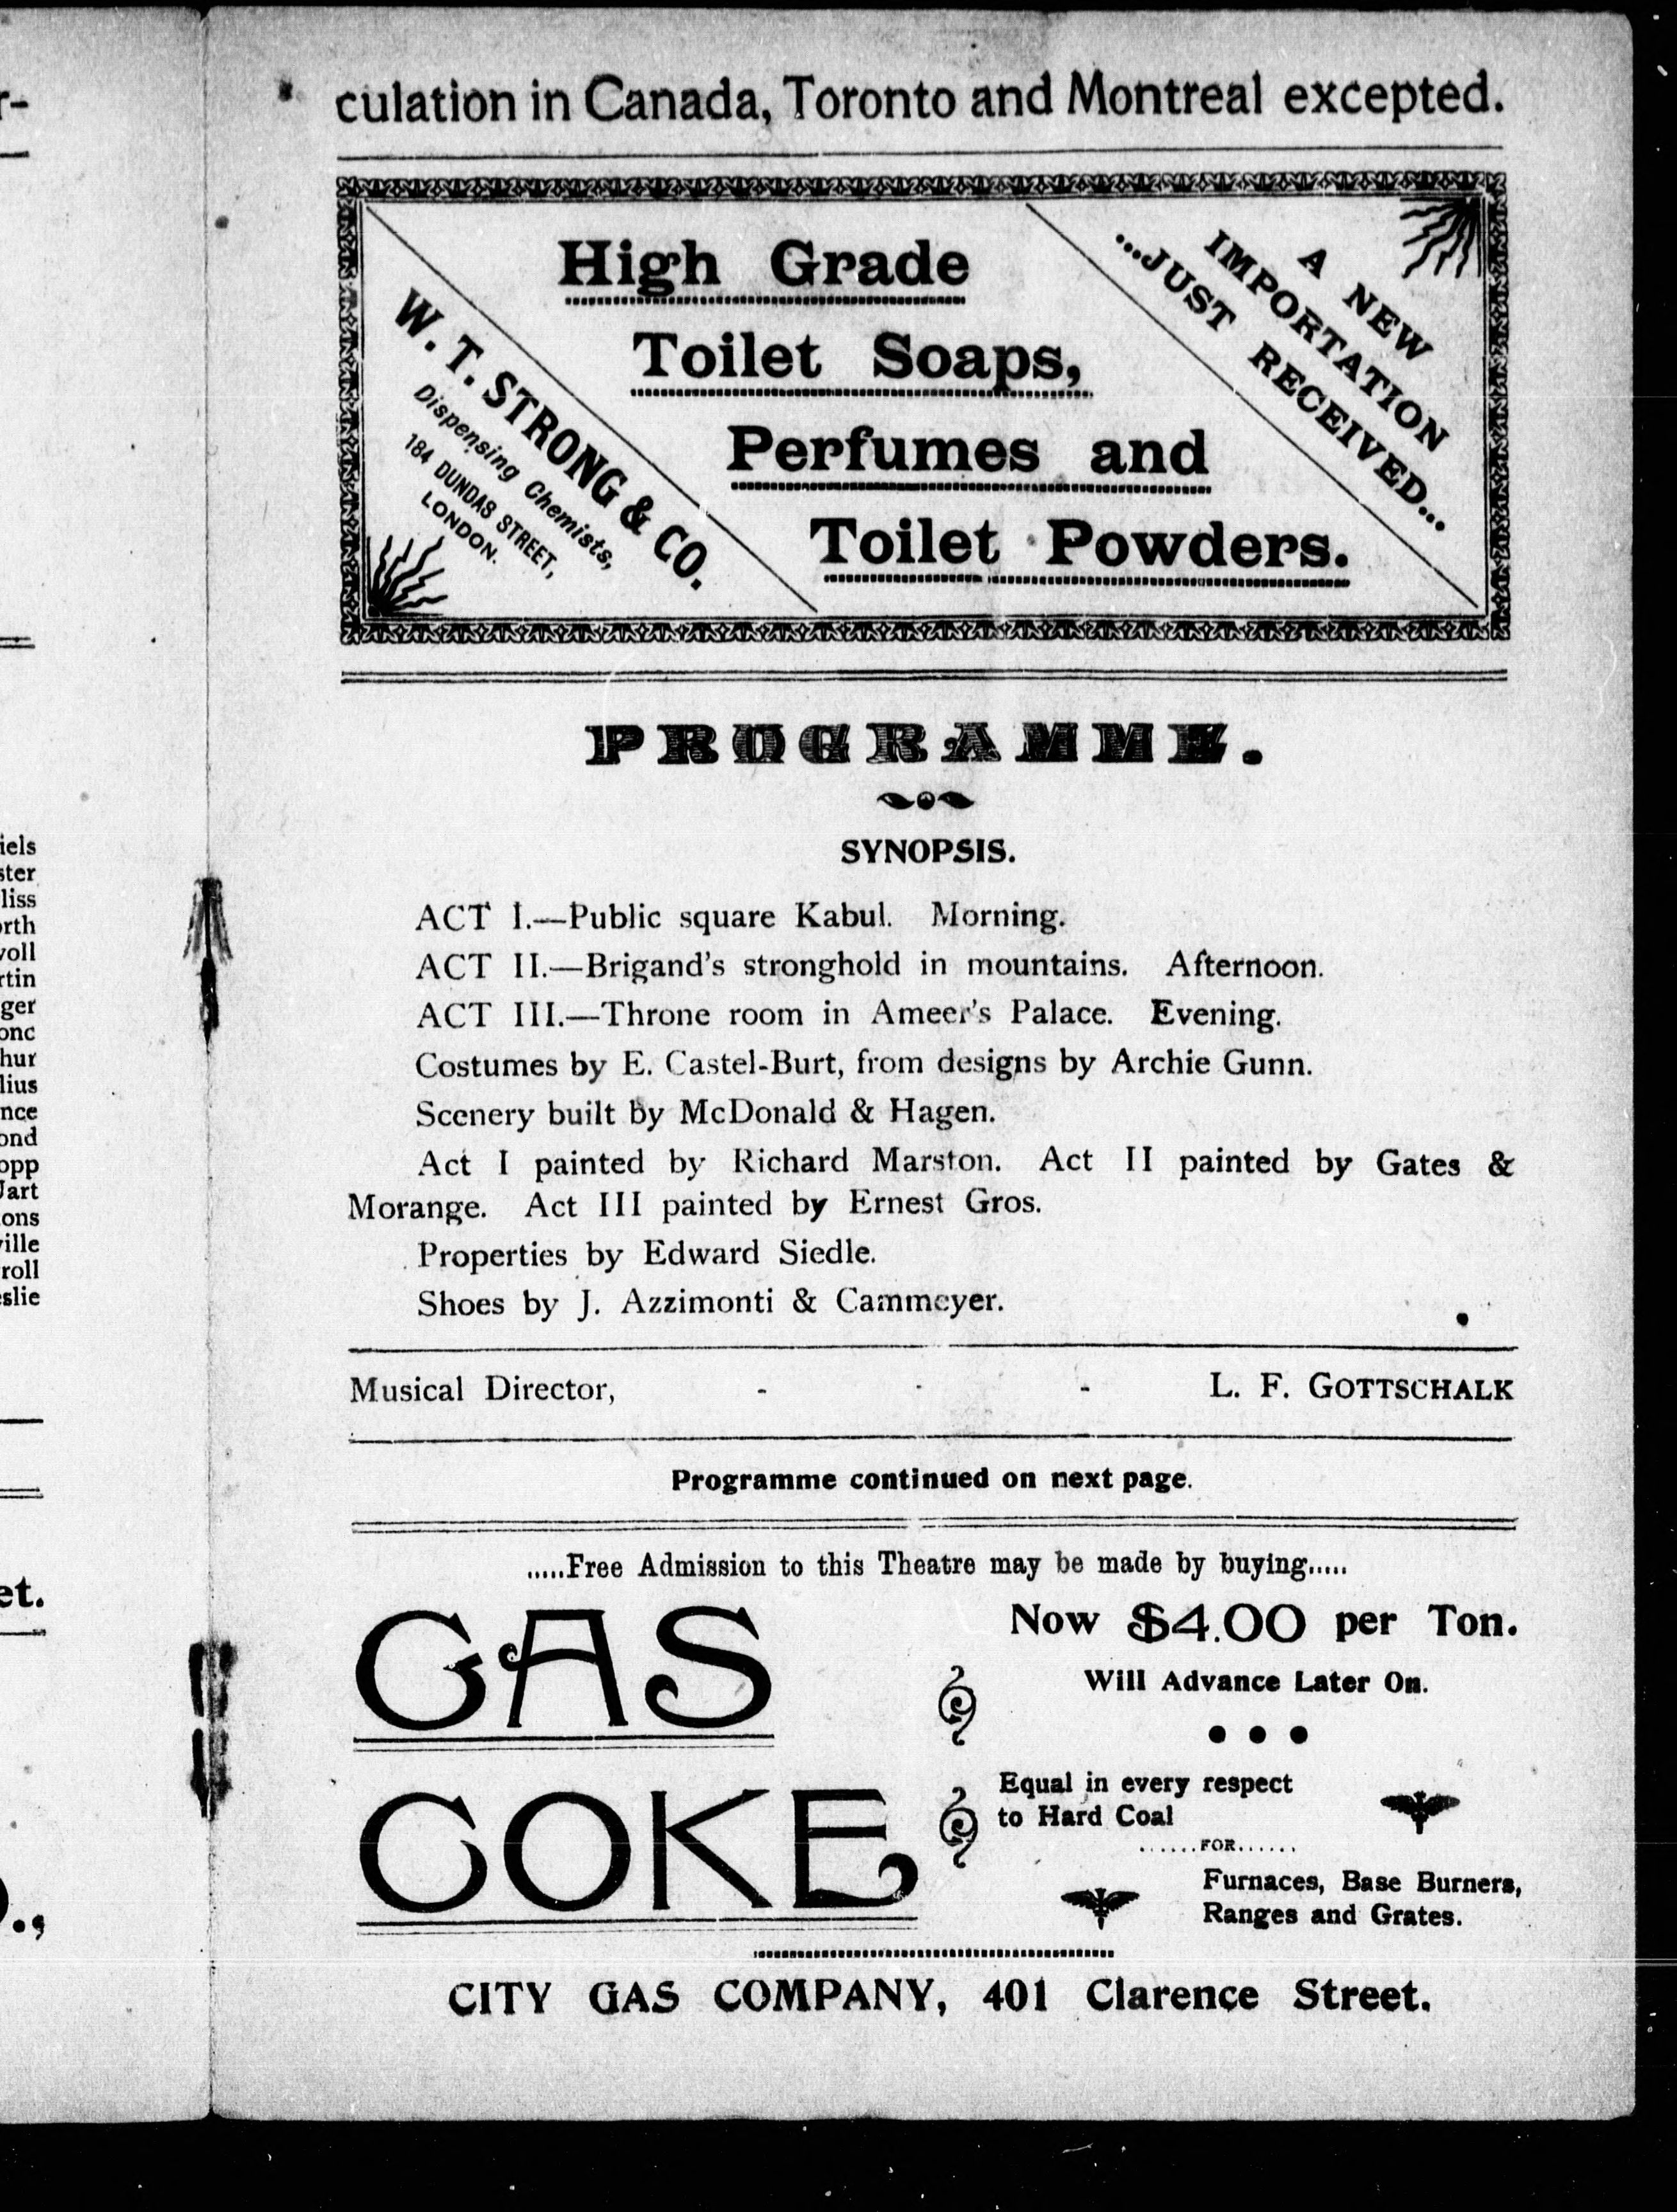 culation in Canada, Toronto and Montreal excepted.
High Grade
Toilet Soaps,
Perfumes and
Toilet Powders.
W. T. STRONG & CO.
Dispensing Chemists,
184 DUNDAS STREET,
LONDON.
A NEW
IMPORTATION
...JUST RECEIVED...
PROGRAMME.
SYNOPSIS.
ACT I.—Public square Kabul. Morning.
ACT II.—Brigand's stronghold in mountains. Afternoon.
ACT III.—Throne room in Ameer's Palace. Evening.
Costumes by E. Castel-Burt, from designs by Archie Gunn.
Scenery built by McDonald & Hagen.
Act I painted by Richard Marston. Act II painted by Gates &
Morange. Act III painted by Ernest Gros.
Properties by Edward Siedle.
Shoes by J. Azzimonti & Cammeyer.
Musical Director, - - - L. F. GOTTSCHALK
Programme continued on next page.
.....Free Admission to this Theatre may be made by buying.....
GAS
COKE
Now $4.00 per Ton.
Will Advance Later On.
Equal in every respect
to Hard Coal
......FOR......
Furnaces, Base Burners,
Ranges and Grates.
CITY GAS COMPANY, 401 Clarence Street.